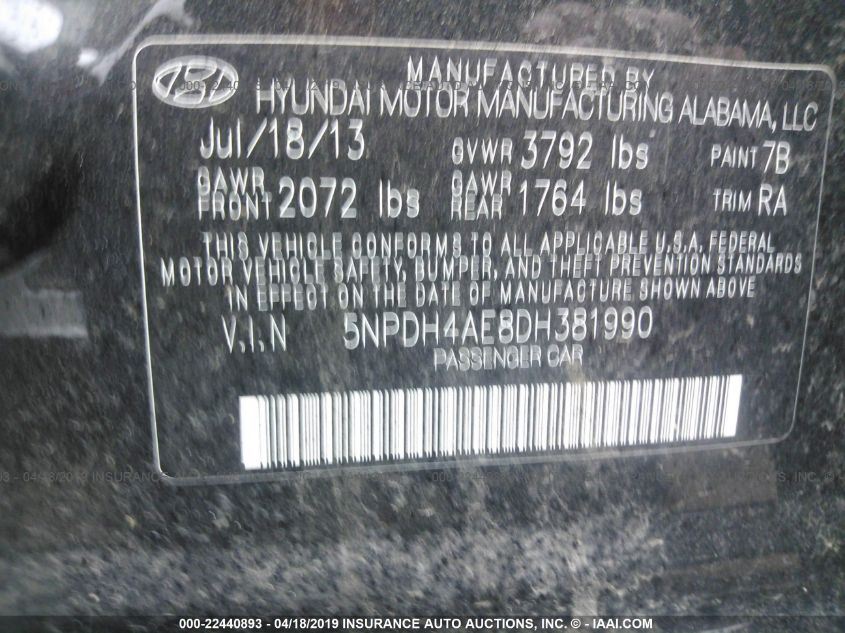 MANUFACTURED BY
HYUNDAI MOTOR MANUFACTURING ALABAMA, LLC
Jul/18/13 GVWR 3792 lbs PAINT 7B
GAWR FRONT 2072 lbs GAWR REAR 1764 lbs TRIM RA
THIS VEHICLE CONFORMS TO ALL APPLICABLE U.S.A. FEDERAL
MOTOR VEHICLE SAFETY, BUMPER, AND THEFT PREVENTION STANDARDS
IN EFFECT ON THE DATE OF MANUFACTURE SHOWN ABOVE
V.I.N 5NPDH4AE8DH381990
PASSENGER CAR
000-22440893 - 04/18/2019 INSURANCE AUTO AUCTIONS, INC. - © - IAAI.COM